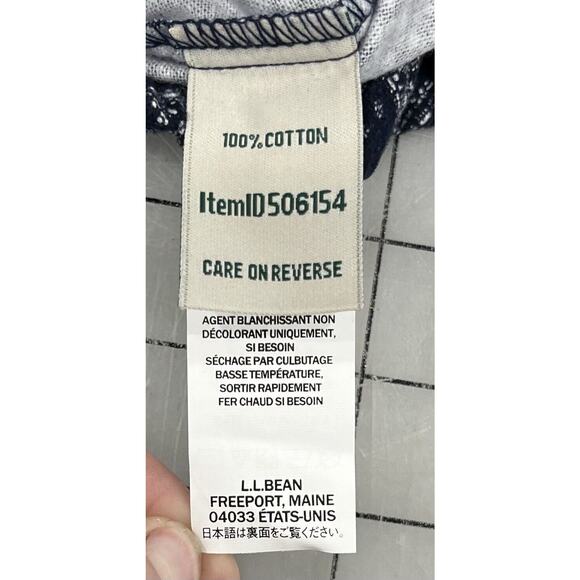 100% COTTON
ItemID 506154
CARE ON REVERSE
AGENT BLANCHISSANT NON
DÉCOLORANT UNIQUEMENT,
SI BESOIN
SÉCHAGE PAR CULBUTAGE
BASSE TEMPÉRATURE,
SORTIR RAPIDEMENT
FER CHAUD SI BESOIN
L.L.BEAN
FREEPORT, MAINE
04033 ÉTATS-UNIS
日本語は裏面をご覧ください。